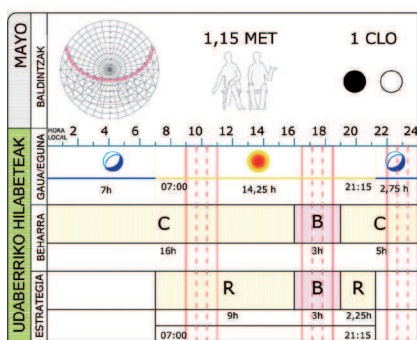 MAYO
BALDINTZAK
1,15 MET
1 CLO
UDABERRIKO HILABETEAK
GAUA/EGUNA
HORA LOCAL
2 4 6 8 10 12 14 16 18 20 22 24
7h
07:00
14,25 h
21:15
2,75 h
BEHARRA
C
B
C
16h
3h
5h
ESTRATEGIA
R
B
R
9h
3h
2,25h
07:00
21:15